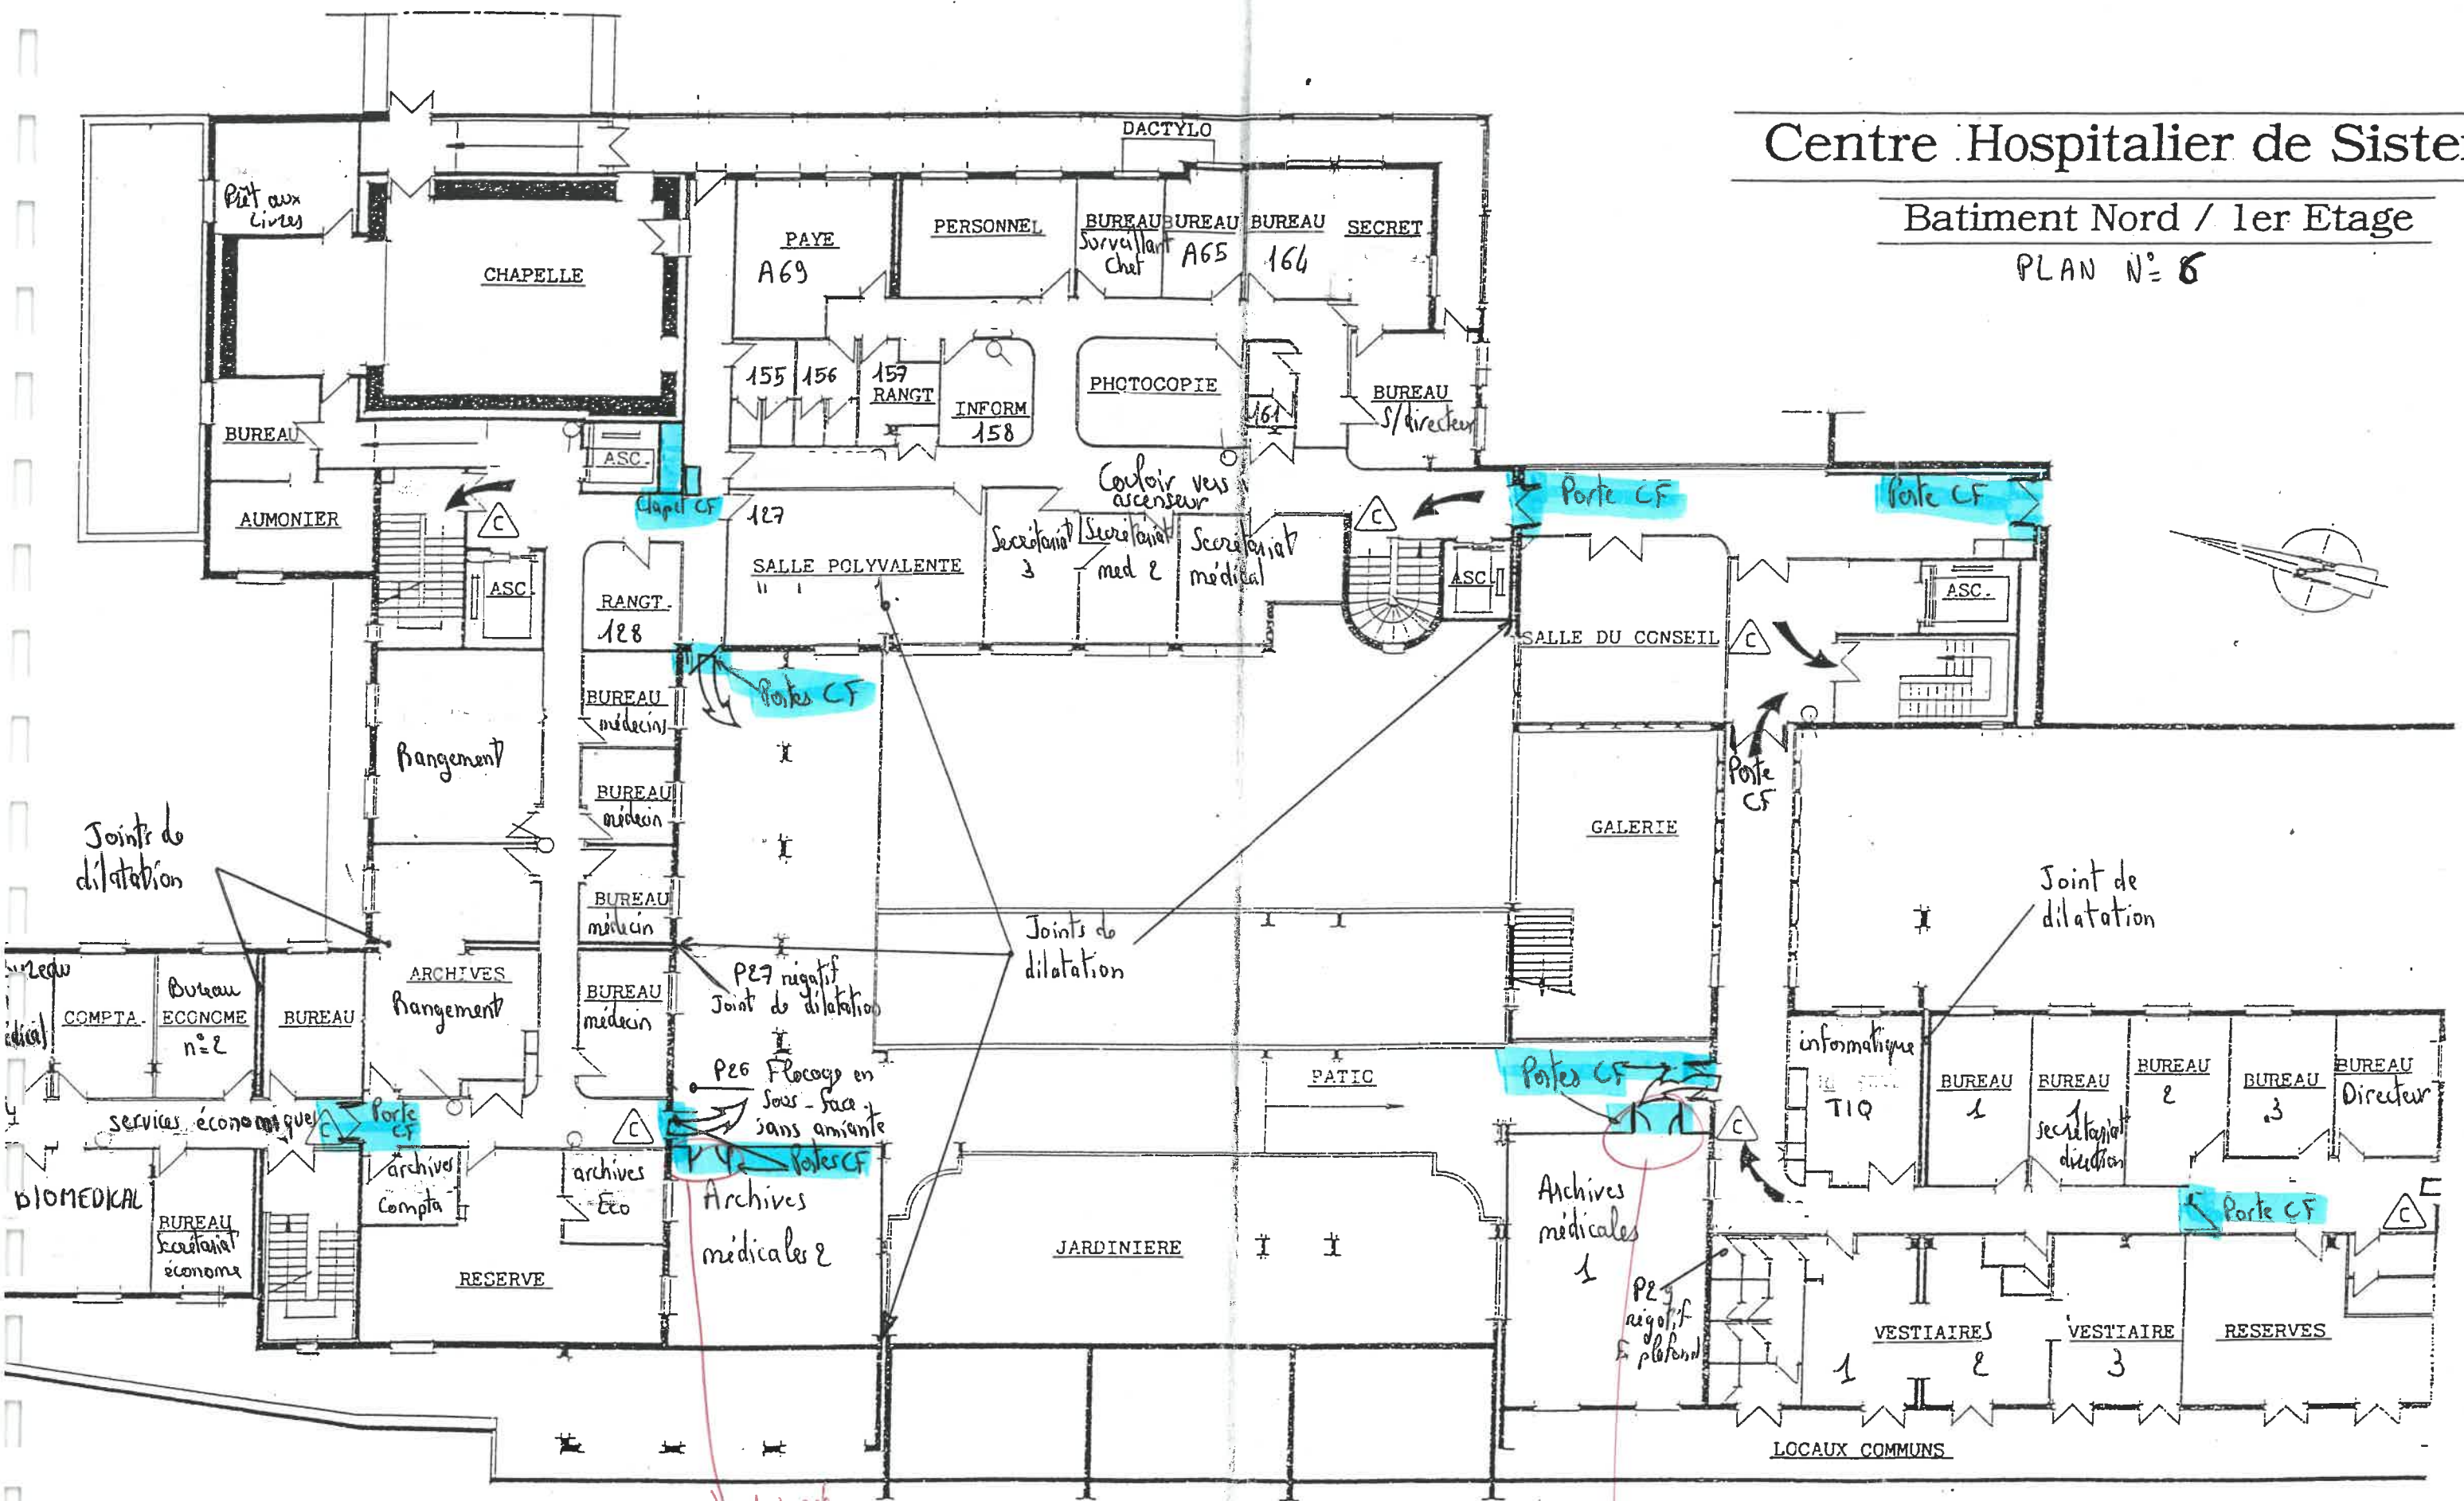 Centre Hospitalier de Sister
Batiment Nord / 1er Etage
PLAN N°= 6
DACTYLO
Prêt aux
Livres
CHAPELLE
PAYE
A69
PERSONNEL
BUREAU
Surveillant
Chef
BUREAU
A65
BUREAU
164
SECRET
155
156
157
RANGT
INFORM
158
PHOTOCOPIE
161
BUREAU
S/directeur
BUREAU
AUMONIER
ASC.
Clapet CF
C
ASC.
RANGT.
128
127
SALLE POLYVALENTE
Couloir vers
ascenseur
Secrétariat
3
Secrétariat
med 2
Secrétariat
médical
C
ASC.
Porte CF
Porte CF
SALLE DU CONSEIL
C
ASC.
Portes CF
BUREAU
médecins
Rangement
BUREAU
médecin
BUREAU
médecin
Porte
CF
GALERIE
Joints de
dilatation
Joints de
dilatation
Joint de
dilatation
COMPTA.
Bureau
ECONOME
n°=2
BUREAU
ARCHIVES
Rangement
BUREAU
médecin
P27 négatif
Joint de dilatation
P26 Flocage en
sous-face
sans amiante
PATIO
Portes CF
informatique
TIQ
BUREAU
1
BUREAU
1
secrétariat
direction
BUREAU
2
BUREAU
3
BUREAU
Directeur
services économiques
C
Porte
CF
C
Portes CF
C
Porte CF
C
BIOMEDICAL
BUREAU
Secrétariat
économe
archives
Compta
archives
Eco
RESERVE
Archives
médicales 2
JARDINIERE
Archives
médicales
1
négatif
plafond
VESTIAIRES
1
2
VESTIAIRE
3
RESERVES
LOCAUX COMMUNS